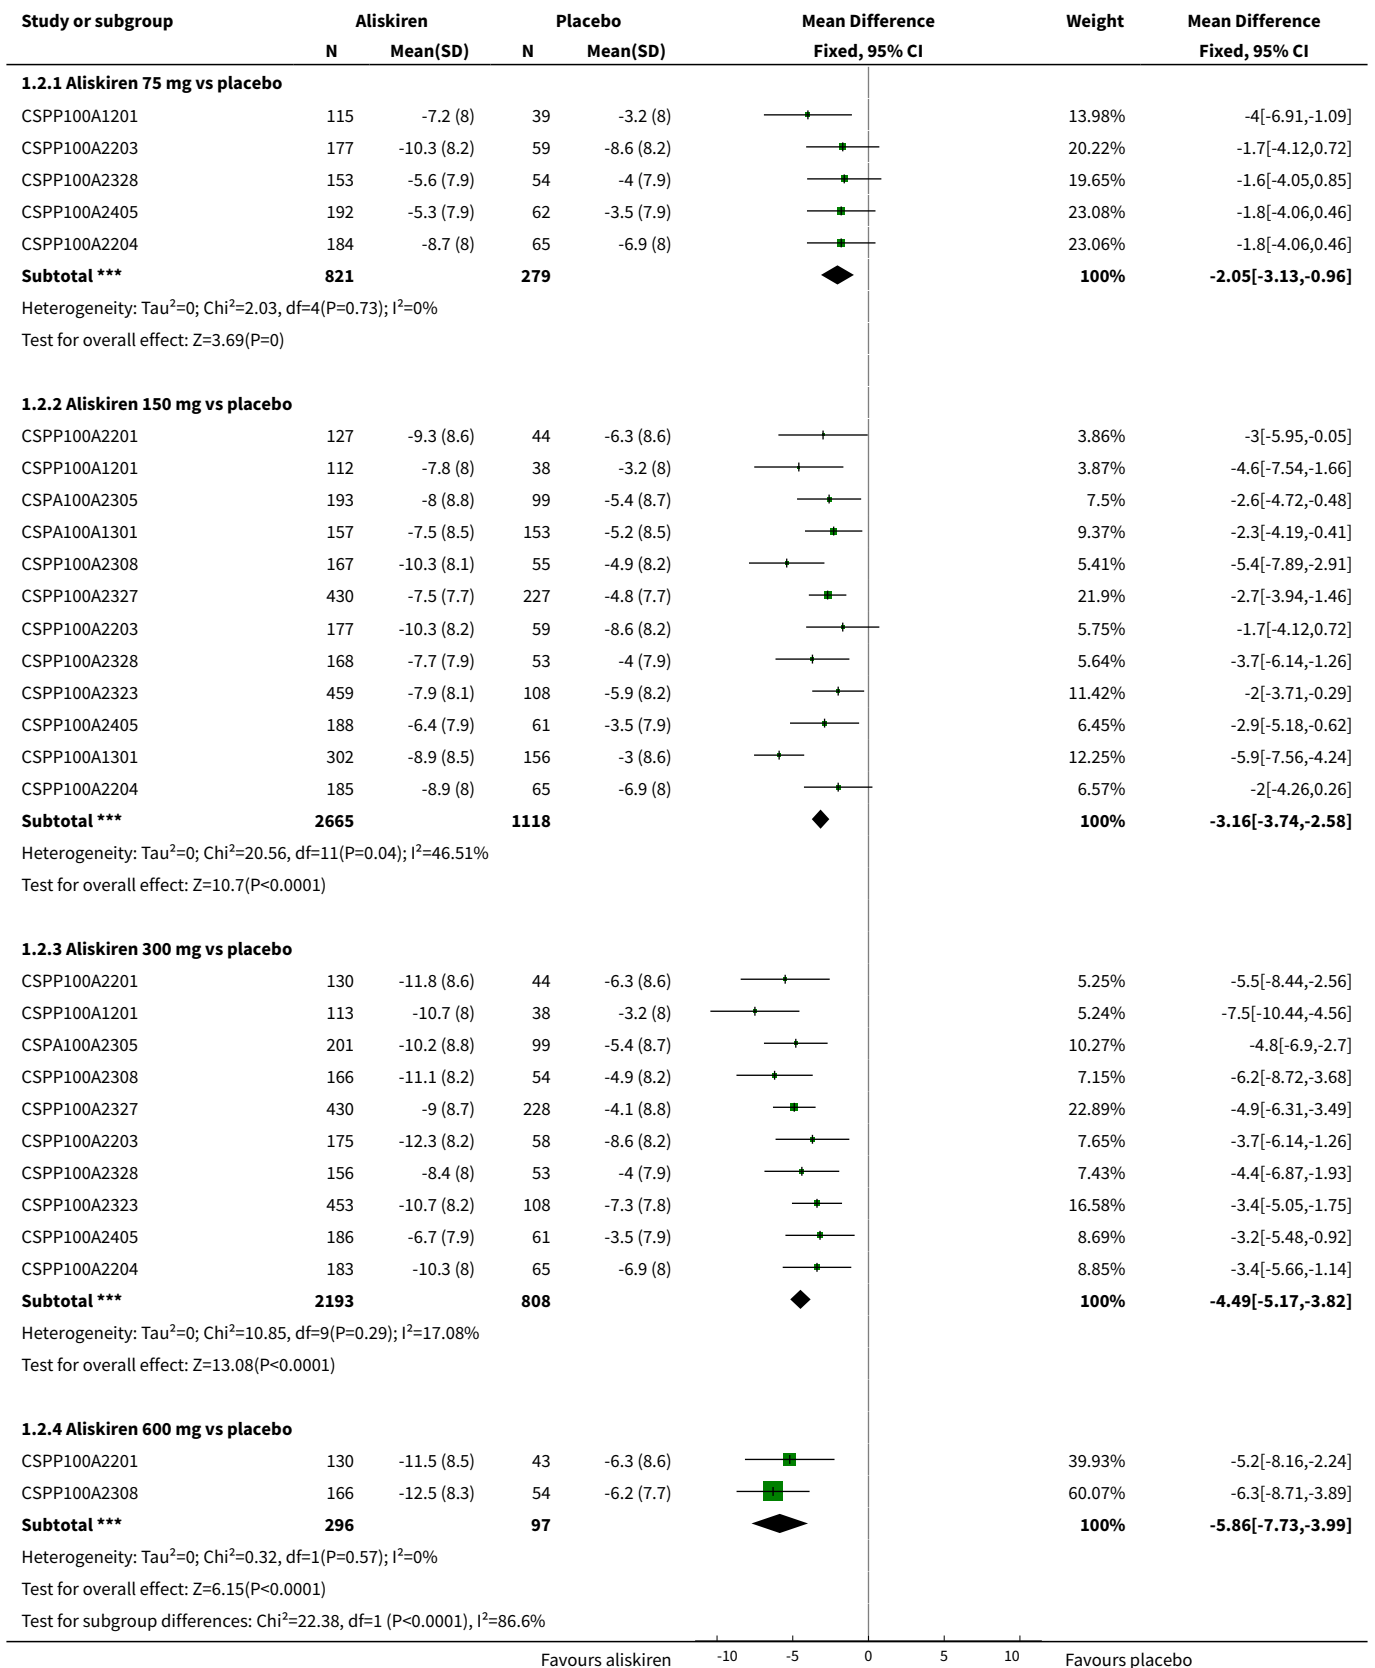 Study or subgroup Aliskiren Placebo Mean Difference Weight Mean Difference
N Mean(SD) N Mean(SD) Fixed, 95% CI Fixed, 95% CI
1.2.1 Aliskiren 75 mg vs placebo
CSPP100A1201 115 -7.2 (8) 39 -3.2 (8) 13.98% -4[-6.91,-1.09]
CSPP100A2203 177 -10.3 (8.2) 59 -8.6 (8.2) 20.22% -1.7[-4.12,0.72]
CSPP100A2328 153 -5.6 (7.9) 54 -4 (7.9) 19.65% -1.6[-4.05,0.85]
CSPP100A2405 192 -5.3 (7.9) 62 -3.5 (7.9) 23.08% -1.8[-4.06,0.46]
CSPP100A2204 184 -8.7 (8) 65 -6.9 (8) 23.06% -1.8[-4.06,0.46]
Subtotal *** 821 279 100% -2.05[-3.13,-0.96]
Heterogeneity: Tau²=0; Chi²=2.03, df=4(P=0.73); I²=0%
Test for overall effect: Z=3.69(P=0)
1.2.2 Aliskiren 150 mg vs placebo
CSPP100A2201 127 -9.3 (8.6) 44 -6.3 (8.6) 3.86% -3[-5.95,-0.05]
CSPP100A1201 112 -7.8 (8) 38 -3.2 (8) 3.87% -4.6[-7.54,-1.66]
CSPA100A2305 193 -8 (8.8) 99 -5.4 (8.7) 7.5% -2.6[-4.72,-0.48]
CSPA100A1301 157 -7.5 (8.5) 153 -5.2 (8.5) 9.37% -2.3[-4.19,-0.41]
CSPP100A2308 167 -10.3 (8.1) 55 -4.9 (8.2) 5.41% -5.4[-7.89,-2.91]
CSPP100A2327 430 -7.5 (7.7) 227 -4.8 (7.7) 21.9% -2.7[-3.94,-1.46]
CSPP100A2203 177 -10.3 (8.2) 59 -8.6 (8.2) 5.75% -1.7[-4.12,0.72]
CSPP100A2328 168 -7.7 (7.9) 53 -4 (7.9) 5.64% -3.7[-6.14,-1.26]
CSPP100A2323 459 -7.9 (8.1) 108 -5.9 (8.2) 11.42% -2[-3.71,-0.29]
CSPP100A2405 188 -6.4 (7.9) 61 -3.5 (7.9) 6.45% -2.9[-5.18,-0.62]
CSPP100A1301 302 -8.9 (8.5) 156 -3 (8.6) 12.25% -5.9[-7.56,-4.24]
CSPP100A2204 185 -8.9 (8) 65 -6.9 (8) 6.57% -2[-4.26,0.26]
Subtotal *** 2665 1118 100% -3.16[-3.74,-2.58]
Heterogeneity: Tau²=0; Chi²=20.56, df=11(P=0.04); I²=46.51%
Test for overall effect: Z=10.7(P<0.0001)
1.2.3 Aliskiren 300 mg vs placebo
CSPP100A2201 130 -11.8 (8.6) 44 -6.3 (8.6) 5.25% -5.5[-8.44,-2.56]
CSPP100A1201 113 -10.7 (8) 38 -3.2 (8) 5.24% -7.5[-10.44,-4.56]
CSPA100A2305 201 -10.2 (8.8) 99 -5.4 (8.7) 10.27% -4.8[-6.9,-2.7]
CSPP100A2308 166 -11.1 (8.2) 54 -4.9 (8.2) 7.15% -6.2[-8.72,-3.68]
CSPP100A2327 430 -9 (8.7) 228 -4.1 (8.8) 22.89% -4.9[-6.31,-3.49]
CSPP100A2203 175 -12.3 (8.2) 58 -8.6 (8.2) 7.65% -3.7[-6.14,-1.26]
CSPP100A2328 156 -8.4 (8) 53 -4 (7.9) 7.43% -4.4[-6.87,-1.93]
CSPP100A2323 453 -10.7 (8.2) 108 -7.3 (7.8) 16.58% -3.4[-5.05,-1.75]
CSPP100A2405 186 -6.7 (7.9) 61 -3.5 (7.9) 8.69% -3.2[-5.48,-0.92]
CSPP100A2204 183 -10.3 (8) 65 -6.9 (8) 8.85% -3.4[-5.66,-1.14]
Subtotal *** 2193 808 100% -4.49[-5.17,-3.82]
Heterogeneity: Tau²=0; Chi²=10.85, df=9(P=0.29); I²=17.08%
Test for overall effect: Z=13.08(P<0.0001)
1.2.4 Aliskiren 600 mg vs placebo
CSPP100A2201 130 -11.5 (8.5) 43 -6.3 (8.6) 39.93% -5.2[-8.16,-2.24]
CSPP100A2308 166 -12.5 (8.3) 54 -6.2 (7.7) 60.07% -6.3[-8.71,-3.89]
Subtotal *** 296 97 100% -5.86[-7.73,-3.99]
Heterogeneity: Tau²=0; Chi²=0.32, df=1(P=0.57); I²=0%
Test for overall effect: Z=6.15(P<0.0001)
Test for subgroup differences: Chi²=22.38, df=1 (P<0.0001), I²=86.6%
Favours aliskiren -10 -5 0 5 10 Favours placebo